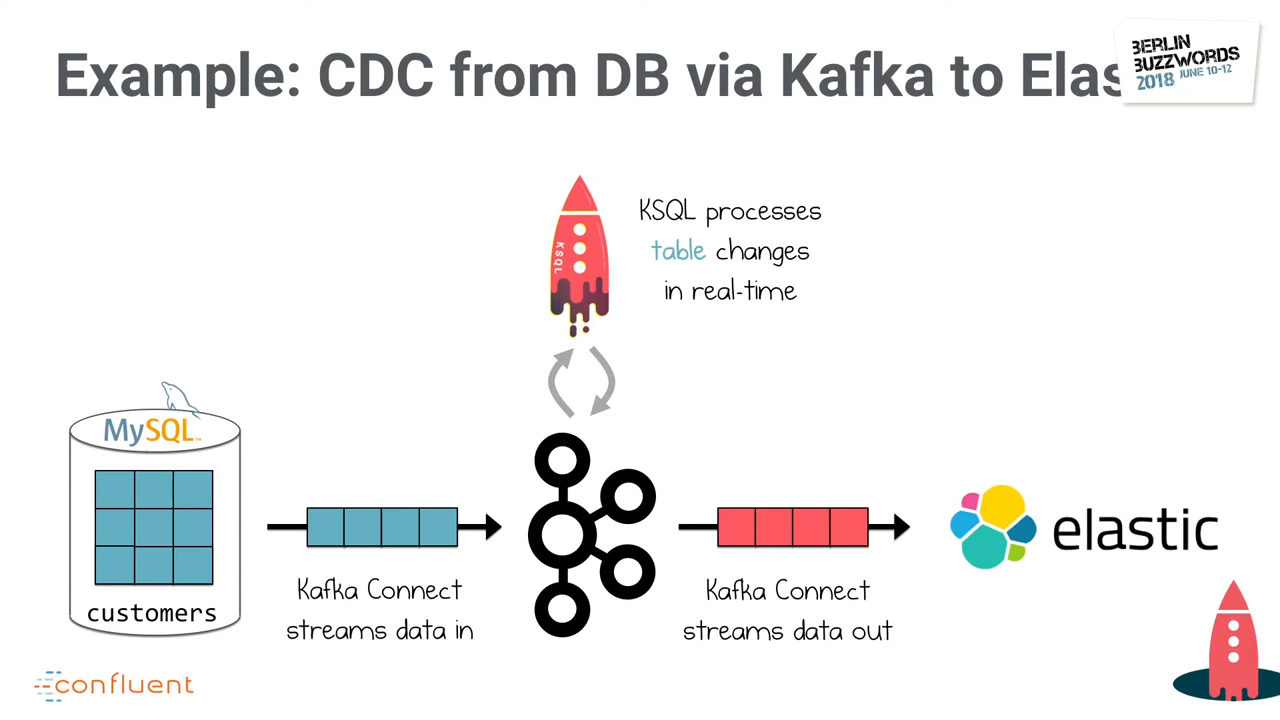 Example: CDC from DB via Kafka to Elas
BERLIN
BUZZWORDS
2018 JUNE 10-12
KSQL processes
table changes
in real-time
KSQL
MySQL
customers
Kafka Connect
streams data in
Kafka Connect
streams data out
elastic
confluent